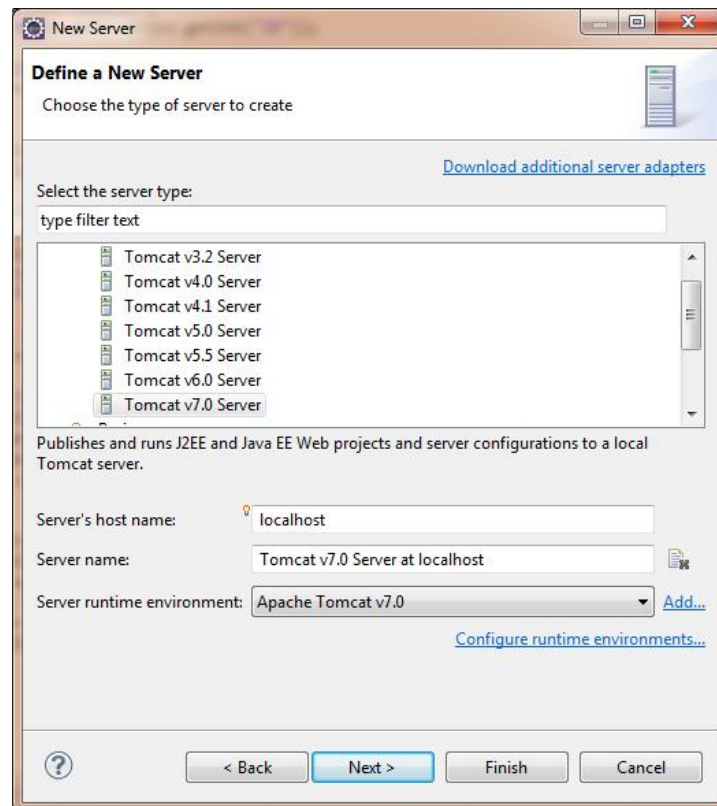 New Server
Define a New Server
Choose the type of server to create
Download additional server adapters
Select the server type:
type filter text
Tomcat v3.2 Server
Tomcat v4.0 Server
Tomcat v4.1 Server
Tomcat v5.0 Server
Tomcat v5.5 Server
Tomcat v6.0 Server
Tomcat v7.0 Server
Publishes and runs J2EE and Java EE Web projects and server configurations to a local
Tomcat server.
Server's host name: localhost
Server name: Tomcat v7.0 Server at localhost
Server runtime environment: Apache Tomcat v7.0 Add...
Configure runtime environments...
? < Back Next > Finish Cancel